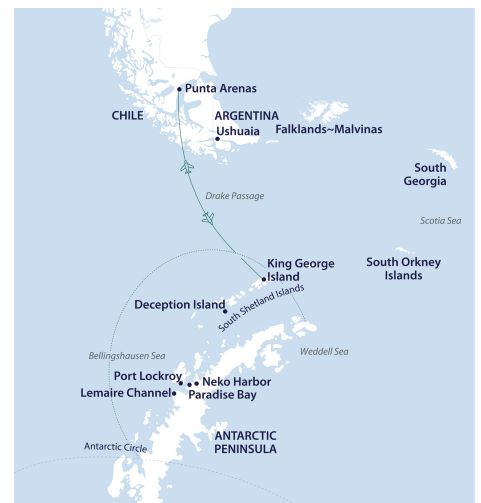 Punta Arenas
CHILE
ARGENTINA
Ushuaia
Falklands~Malvinas
South
Georgia
Drake Passage
Scotia Sea
King George
Island
South Orkney
Islands
Deception Island
South Shetland Islands
Bellingshausen Sea
Weddell Sea
Port Lockroy
Neko Harbor
Lemaire Channel
Paradise Bay
Antarctic Circle
ANTARCTIC
PENINSULA